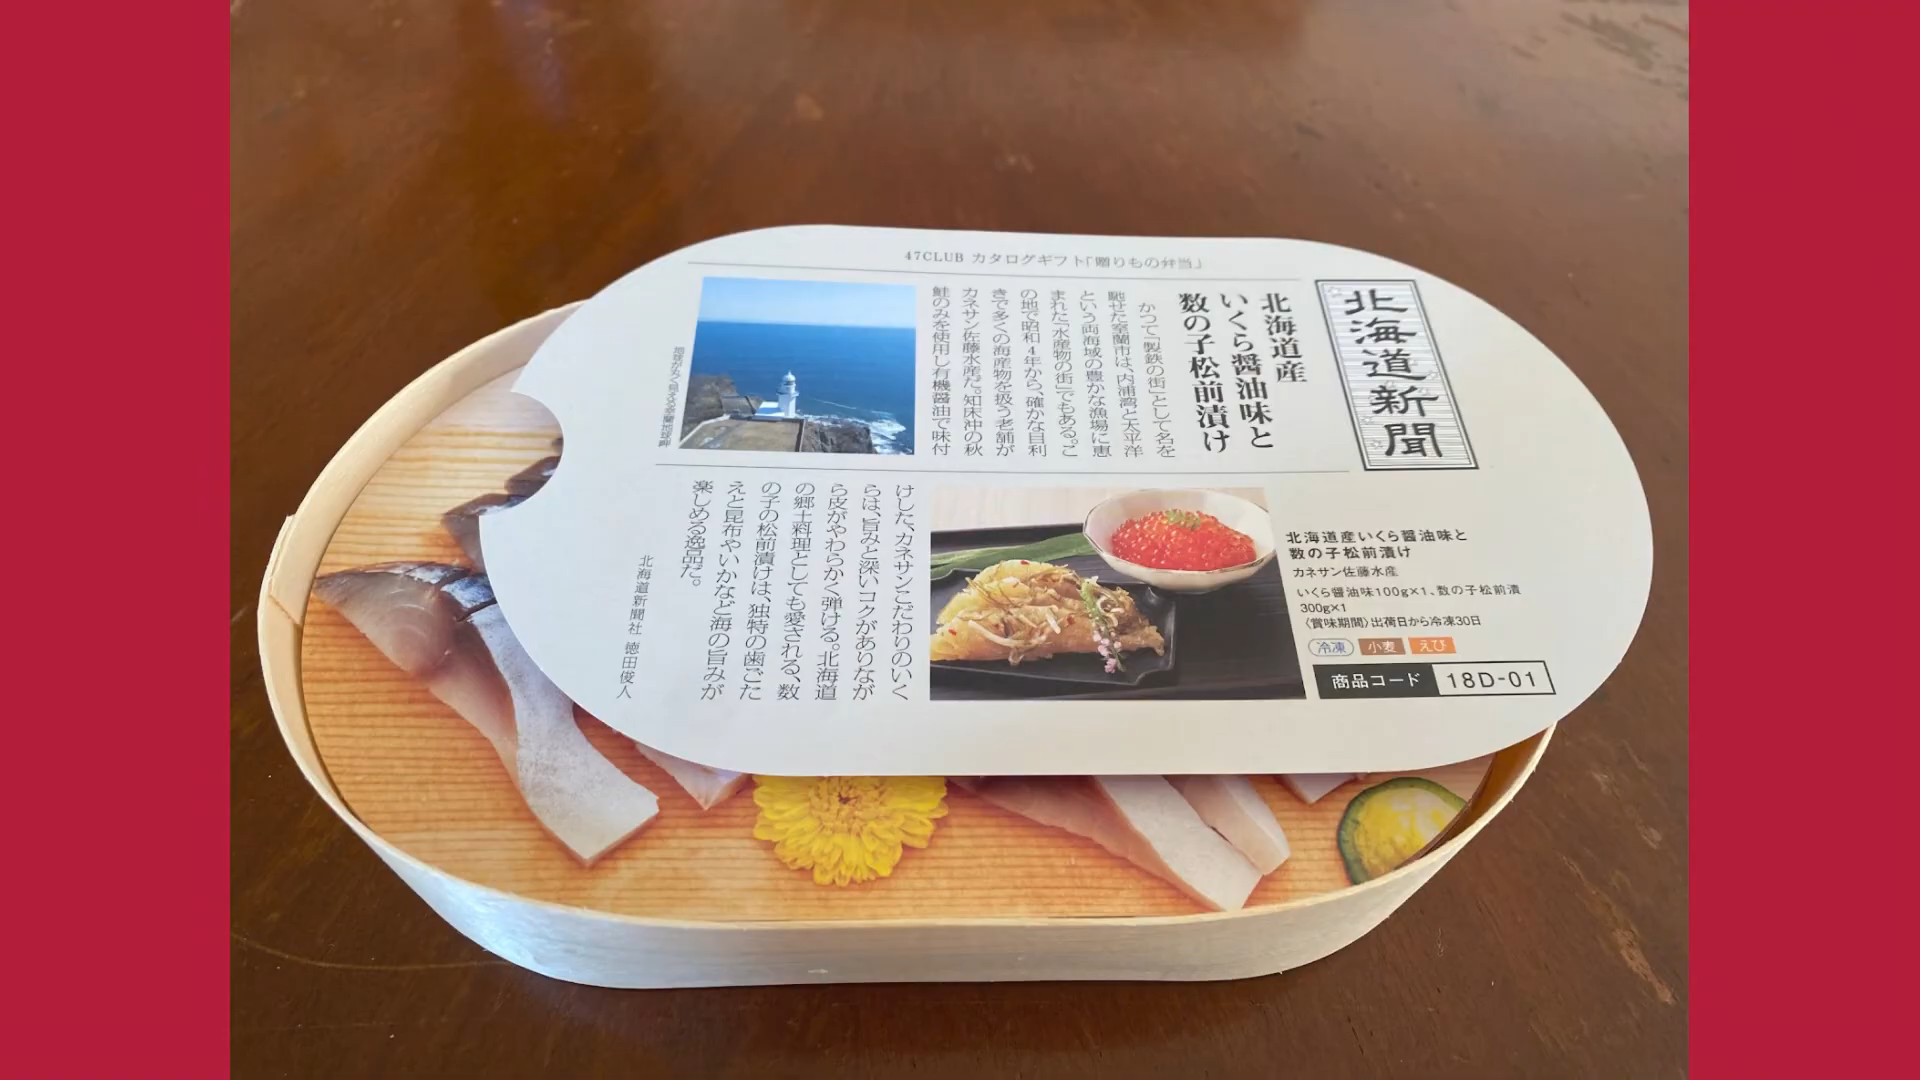 47CLUB カタログギフト「贈りもの弁当」
北海道新聞
北海道産
いくら醤油味と
数の子松前漬け
かつて「製鉄の街」として名を
馳せた室蘭市は、内浦湾と太平洋
という両海域の豊かな漁場に恵
まれた「水産物の街」でもある。こ
の地で昭和4年から、確かな目利
きで多くの海産物を扱う老舗が
カネサン佐藤水産だ。知床沖の秋
鮭のみを使用し有機醤油で味付
地球が丸く見える室蘭地球岬
けした、カネサンこだわりのいく
らは、旨みと深いコクがありなが
ら皮がやわらかく弾ける。北海道
の郷土料理としても愛される、数
の子の松前漬けは、独特の歯ごた
えと昆布やいかなど海の旨みが
楽しめる逸品だ。
北海道新聞社 徳田俊人
北海道産いくら醤油味と
数の子松前漬け
カネサン佐藤水産
いくら醤油味100g×1、数の子松前漬
300g×1
〈賞味期間〉出荷日から冷凍30日
冷凍 小麦 えび
商品コード 18D-01